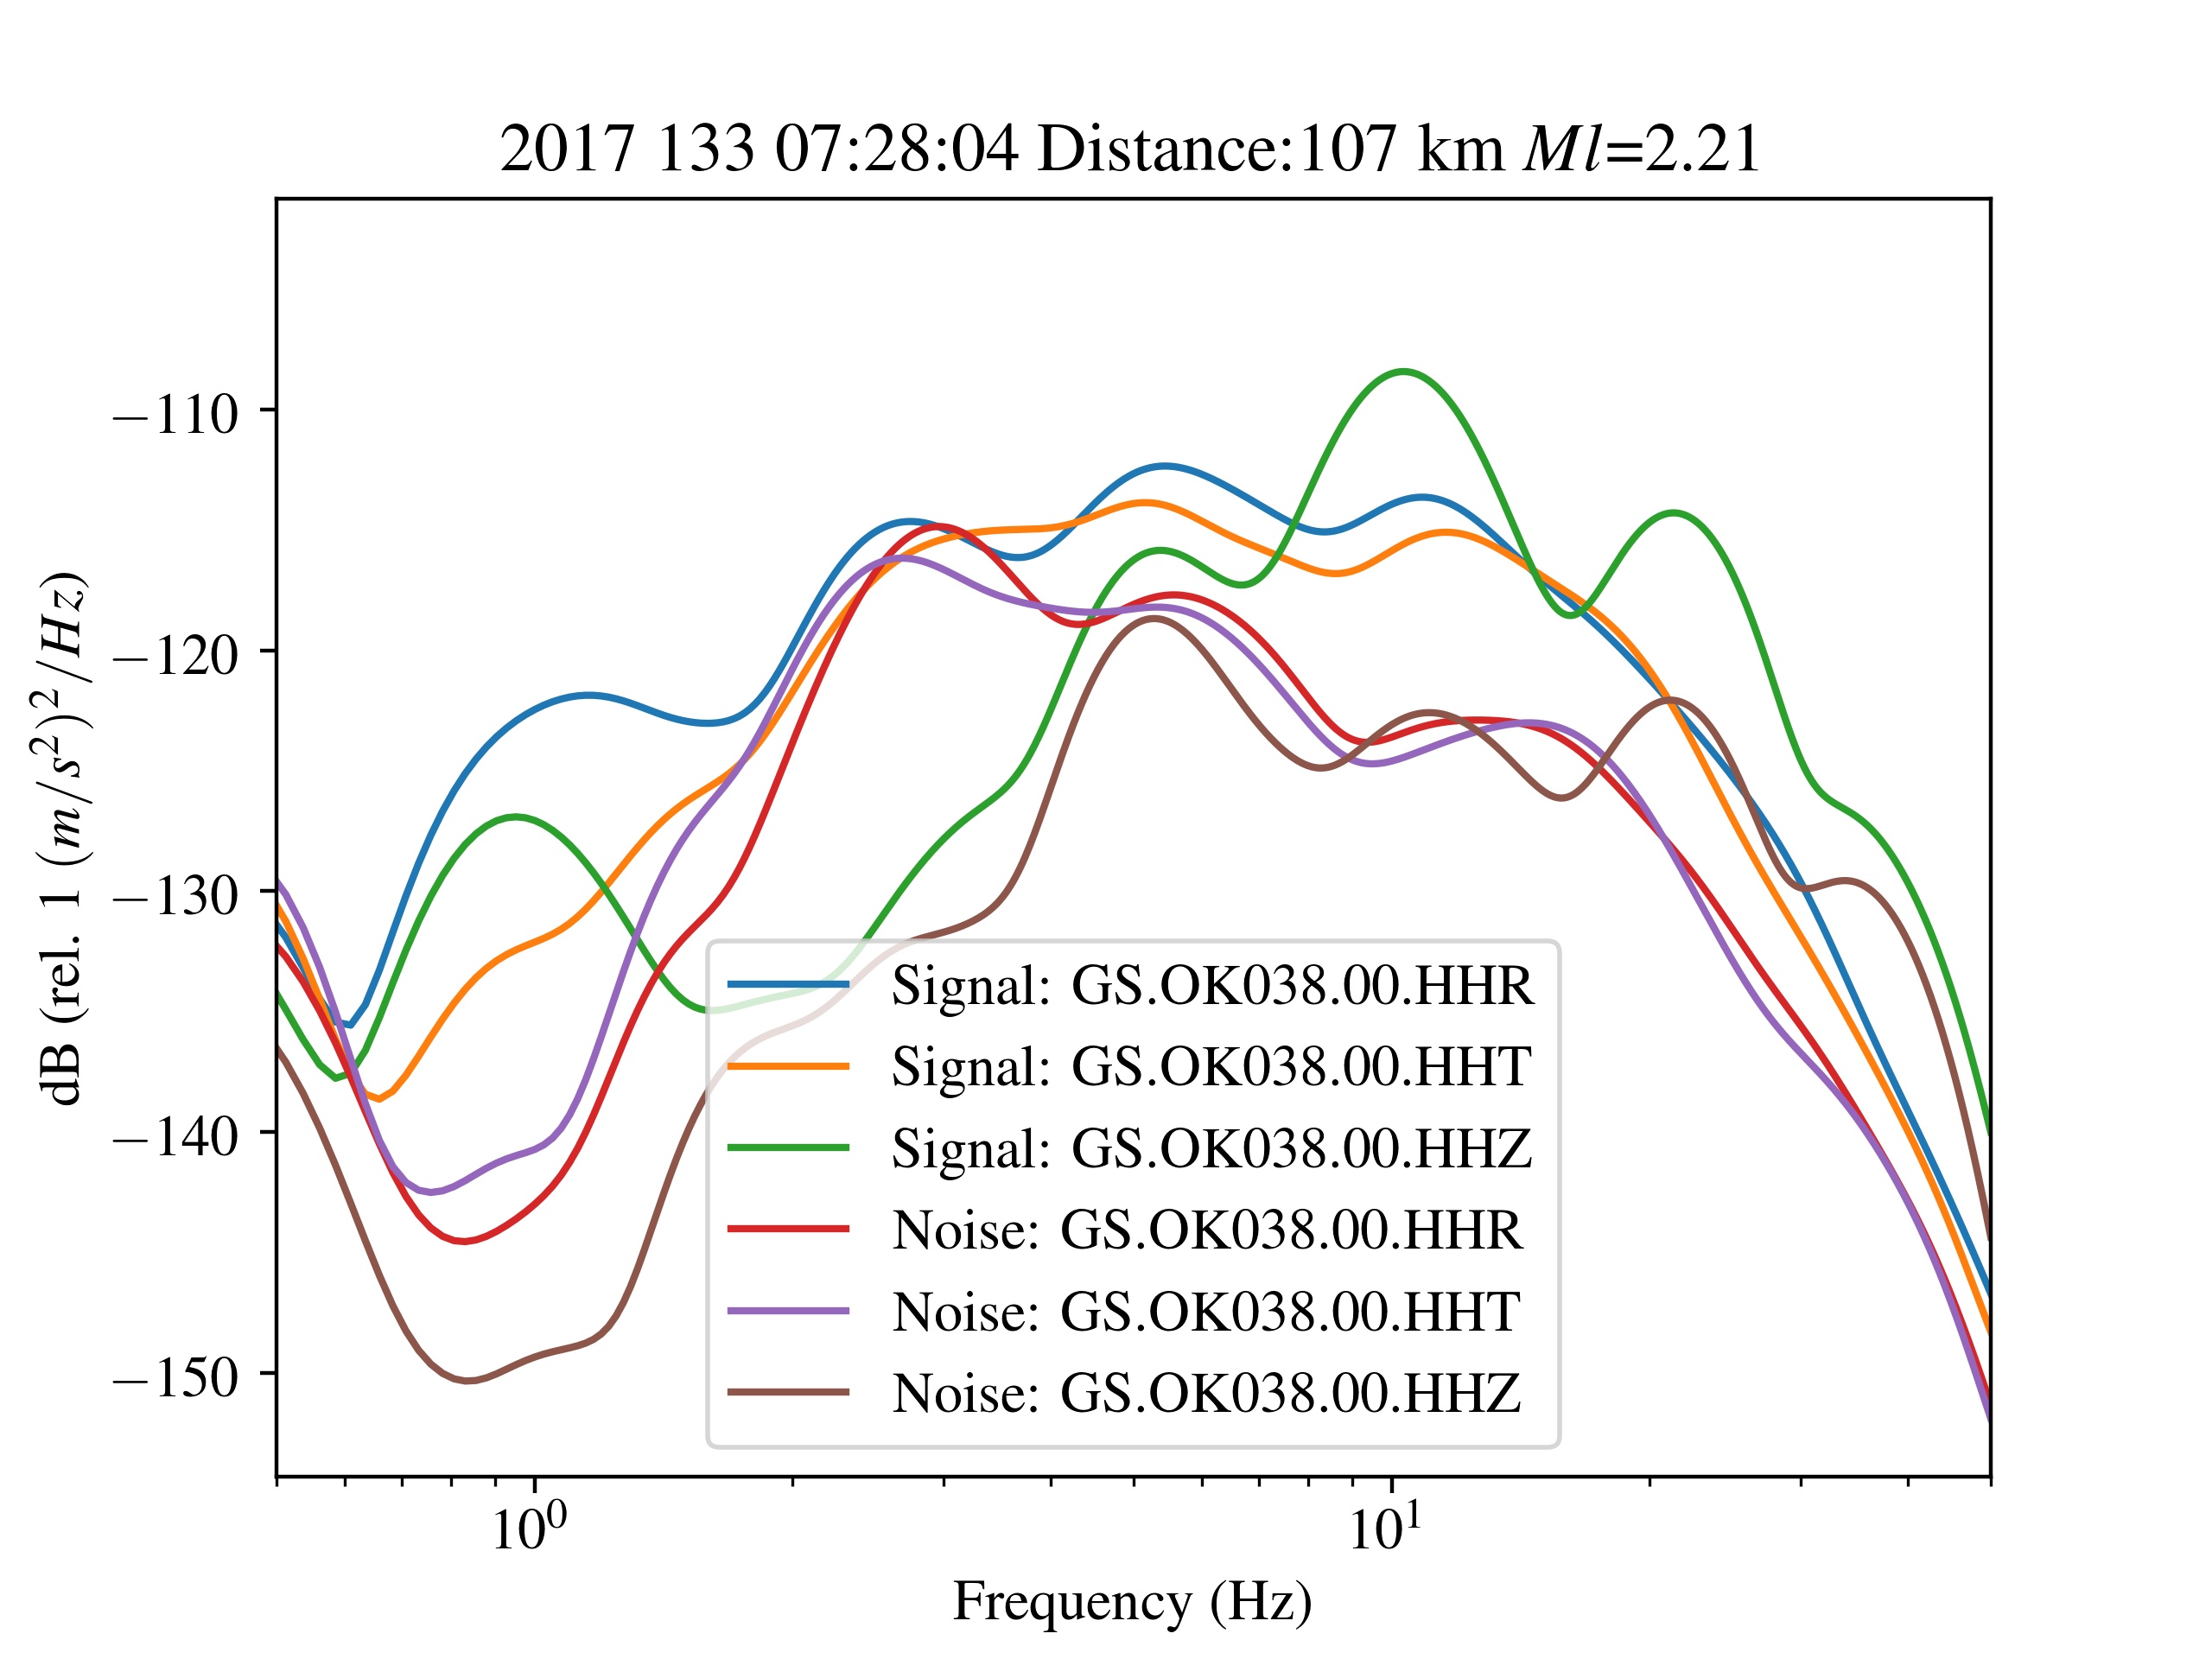 2017 133 07:28:04 Distance:107 km Ml=2.21
dB (rel. 1 (m/s²)²/Hz)
−110
−120
−130
−140
−150
Signal: GS.OK038.00.HHR
Signal: GS.OK038.00.HHT
Signal: GS.OK038.00.HHZ
Noise: GS.OK038.00.HHR
Noise: GS.OK038.00.HHT
Noise: GS.OK038.00.HHZ
10⁰ 10¹
Frequency (Hz)